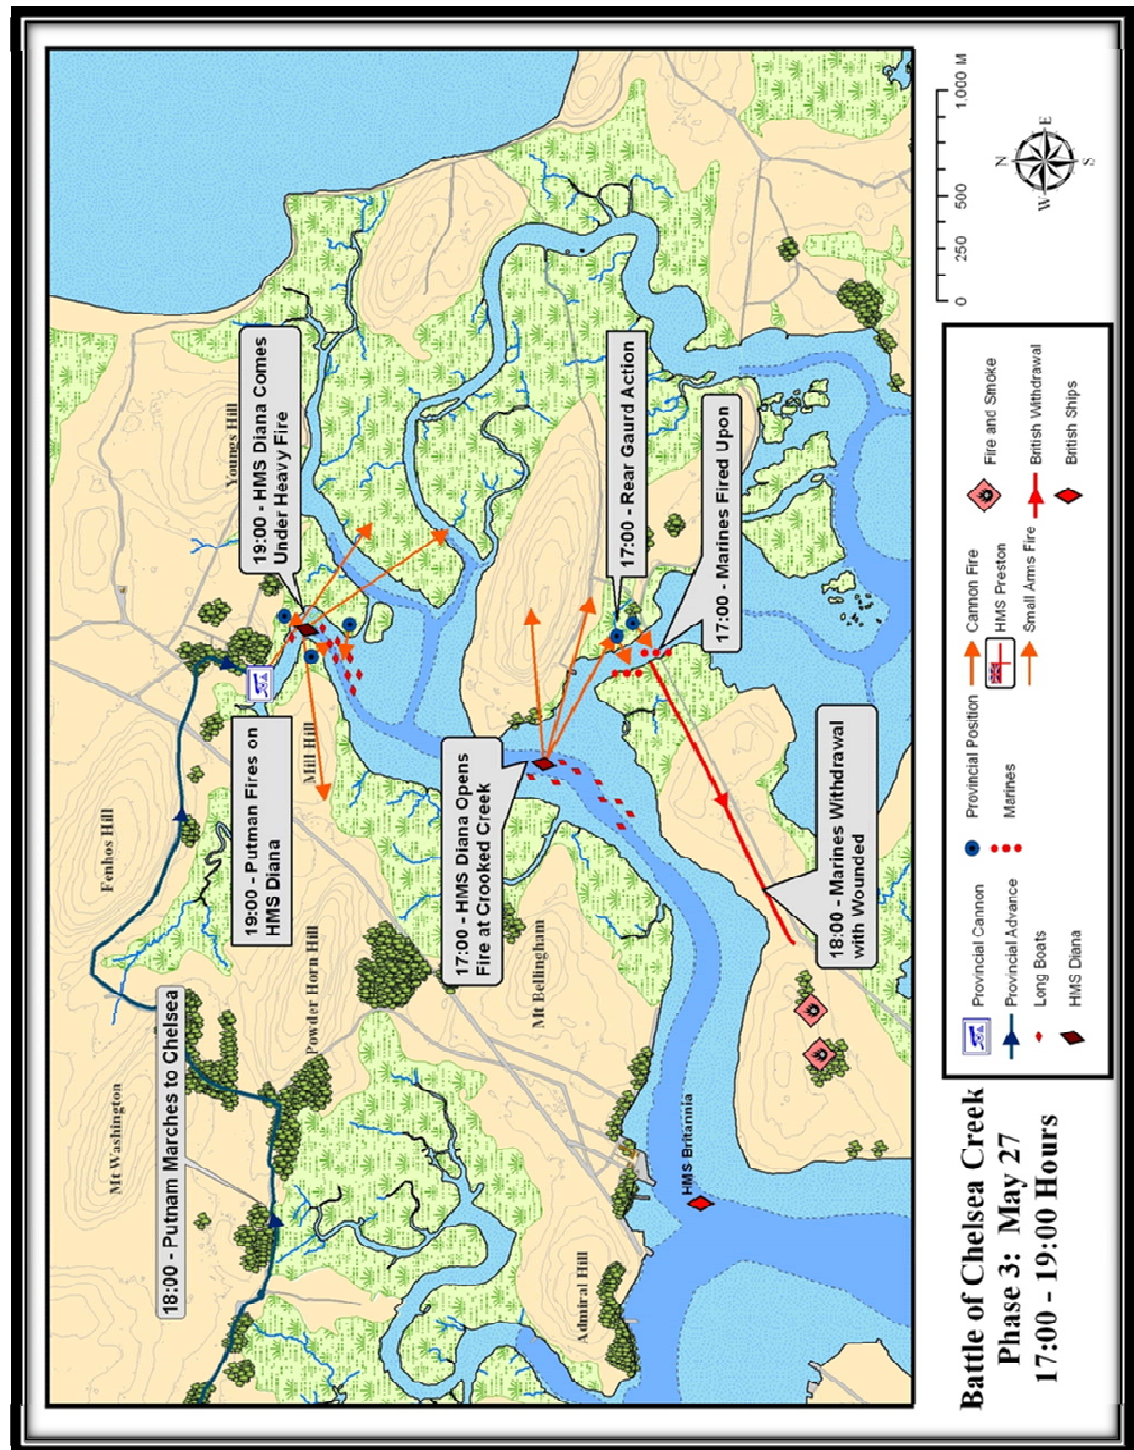 Mt Washington
Fenhos Hill
Youngs Hill
18:00 - Putnam Marches to Chelsea
Powder Horn Hill
Mill Hill
19:00 - Putman Fires on
HMS Diana
19:00 - HMS Diana Comes
Under Heavy Fire
Admiral Hill
Mt Bellingham
17:00 - HMS Diana Opens
Fire at Crooked Creek
17:00 - Rear Gaurd Action
17:00 - Marines Fired Upon
HMS Britannia
18:00 - Marines Withdrawal
with Wounded
Battle of Chelsea Creek
Phase 3: May 27
17:00 - 19:00 Hours
Provincial Cannon
Provincial Advance
Long Boats
HMS Diana
Provincial Position
Marines
Cannon Fire
HMS Preston
Small Arms Fire
Fire and Smoke
British Withdrawal
British Ships
0 250 500 1,000 M
N
W E
S